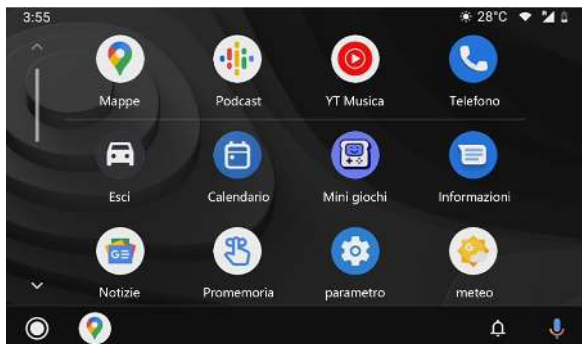 3:55 28°C
Mappe Podcast YT Musica Telefono
Esci Calendario Mini giochi Informazioni
Notizie Promemoria parametro meteo